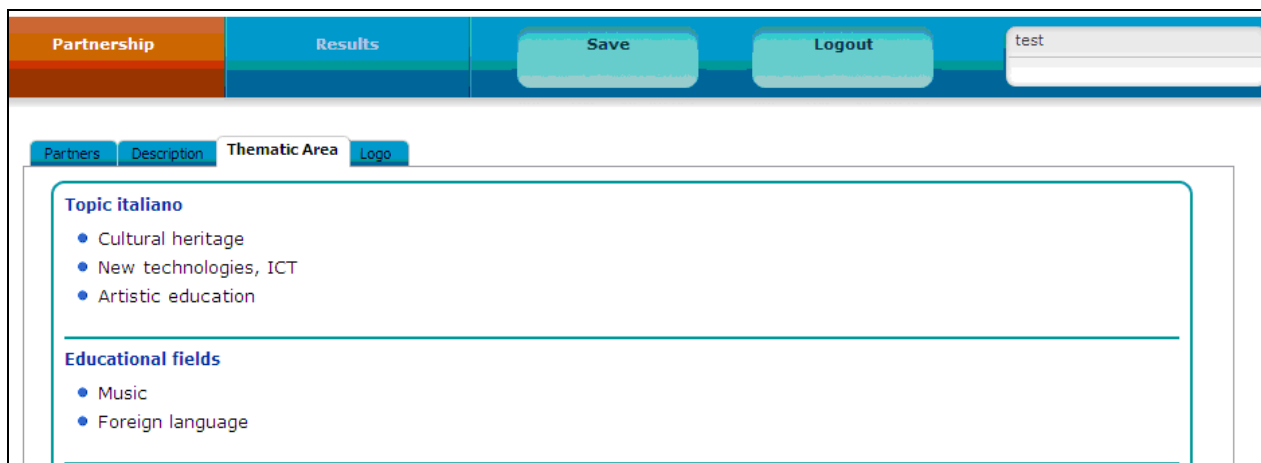 Partnership
Results
Save
Logout
test
Partners
Description
Thematic Area
Logo
Topic italiano
Cultural heritage
New technologies, ICT
Artistic education
Educational fields
Music
Foreign language